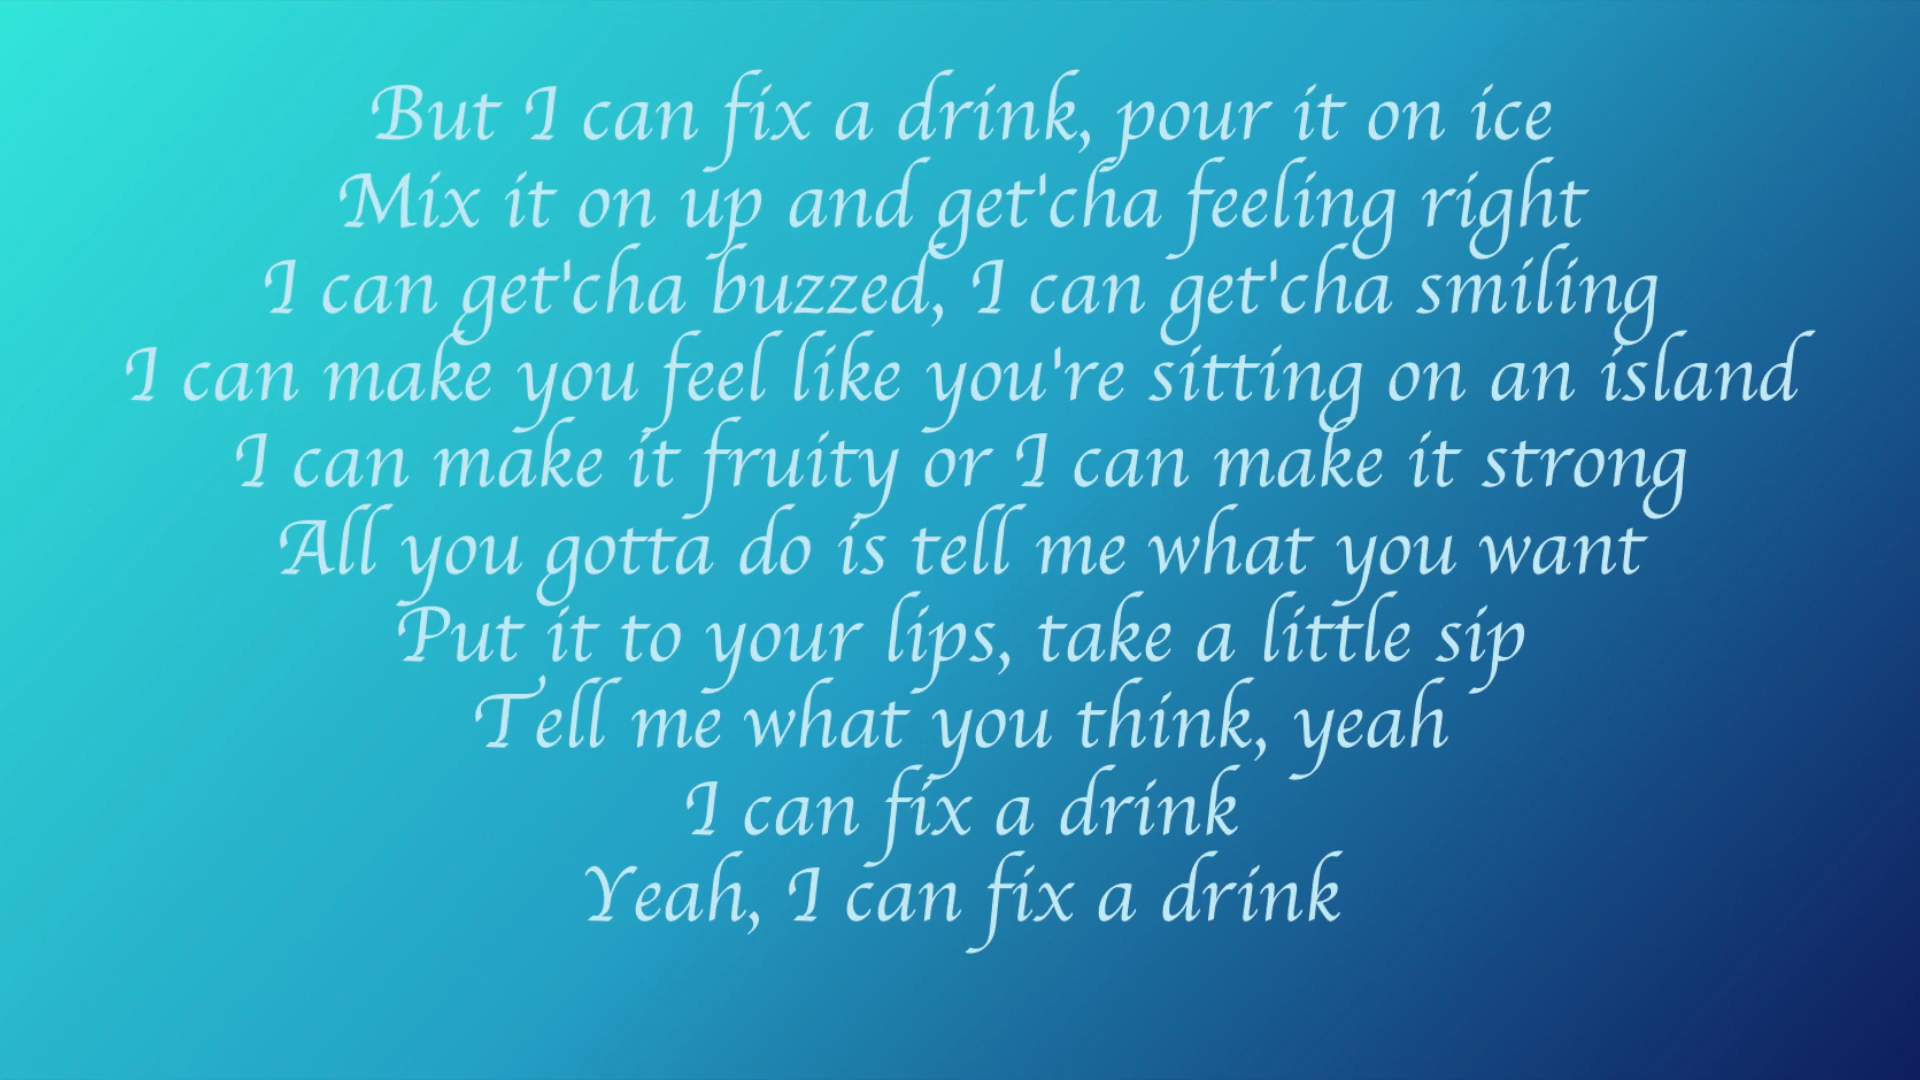 But I can fix a drink, pour it on ice
Mix it on up and get'cha feeling right
I can get'cha buzzed, I can get'cha smiling
I can make you feel like you're sitting on an island
I can make it fruity or I can make it strong
All you gotta do is tell me what you want
Put it to your lips, take a little sip
Tell me what you think, yeah
I can fix a drink
Yeah, I can fix a drink